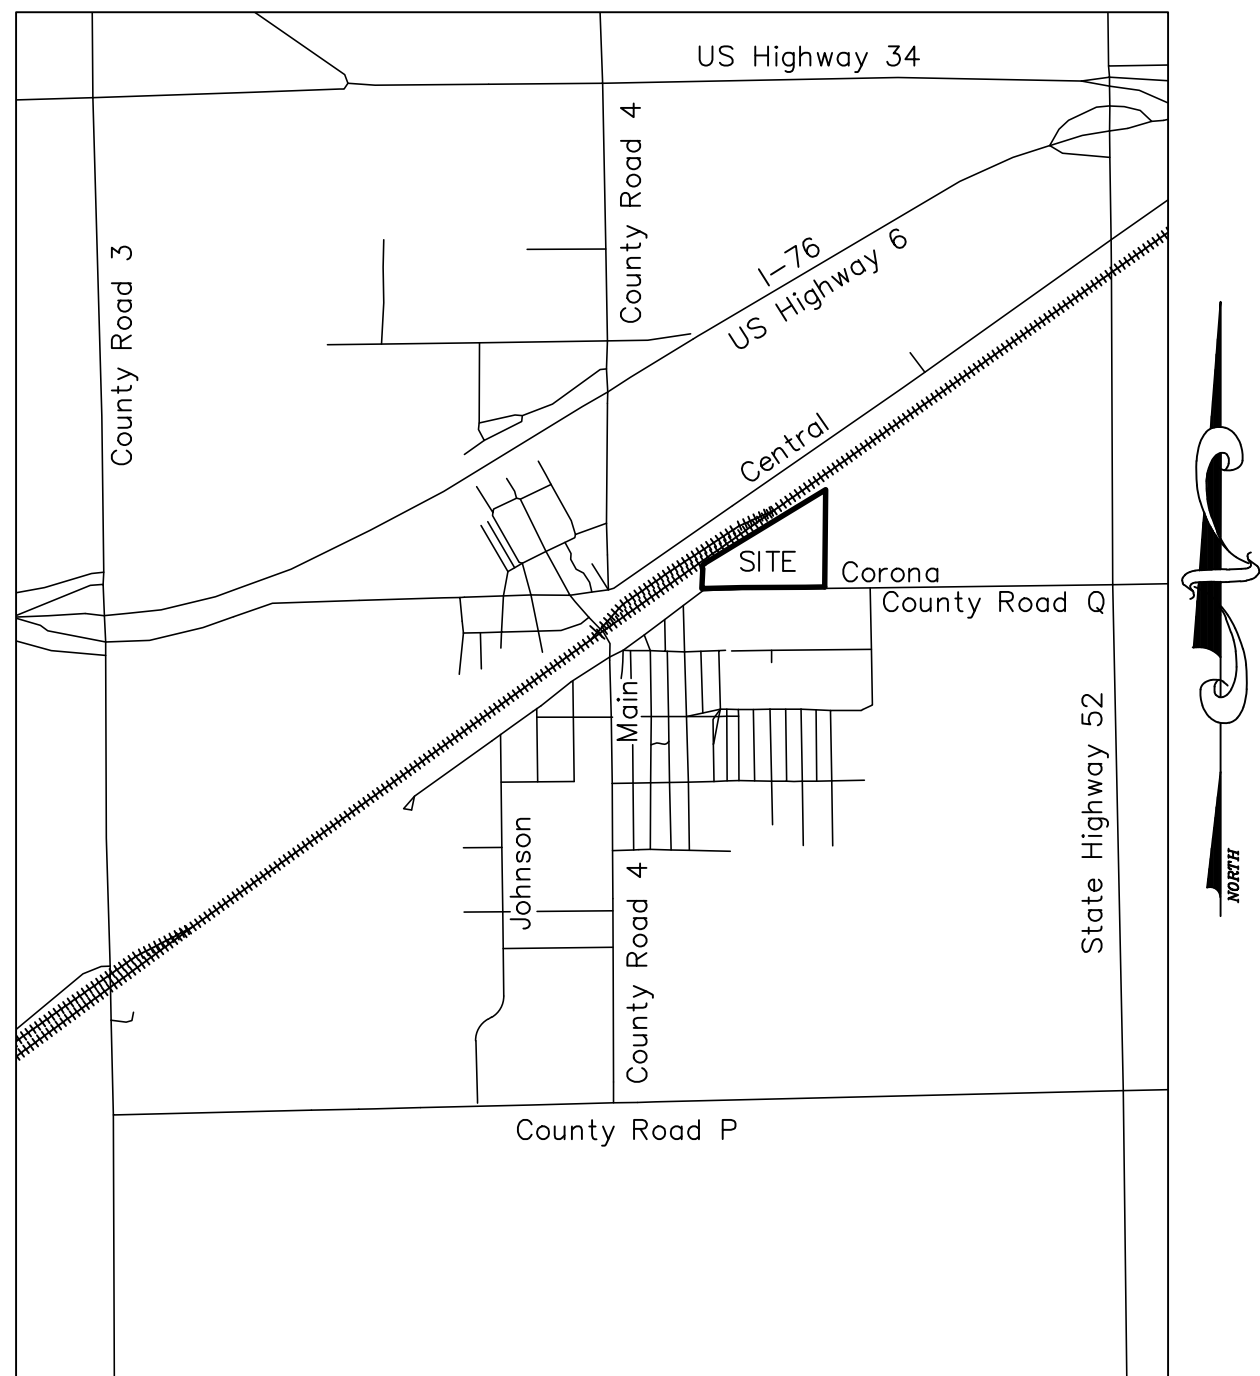 US Highway 34
County Road 4
County Road 3
I-76
US Highway 6
Central
SITE
Corona
County Road Q
Main
State Highway 52
Johnson
County Road 4
County Road P
NORTH